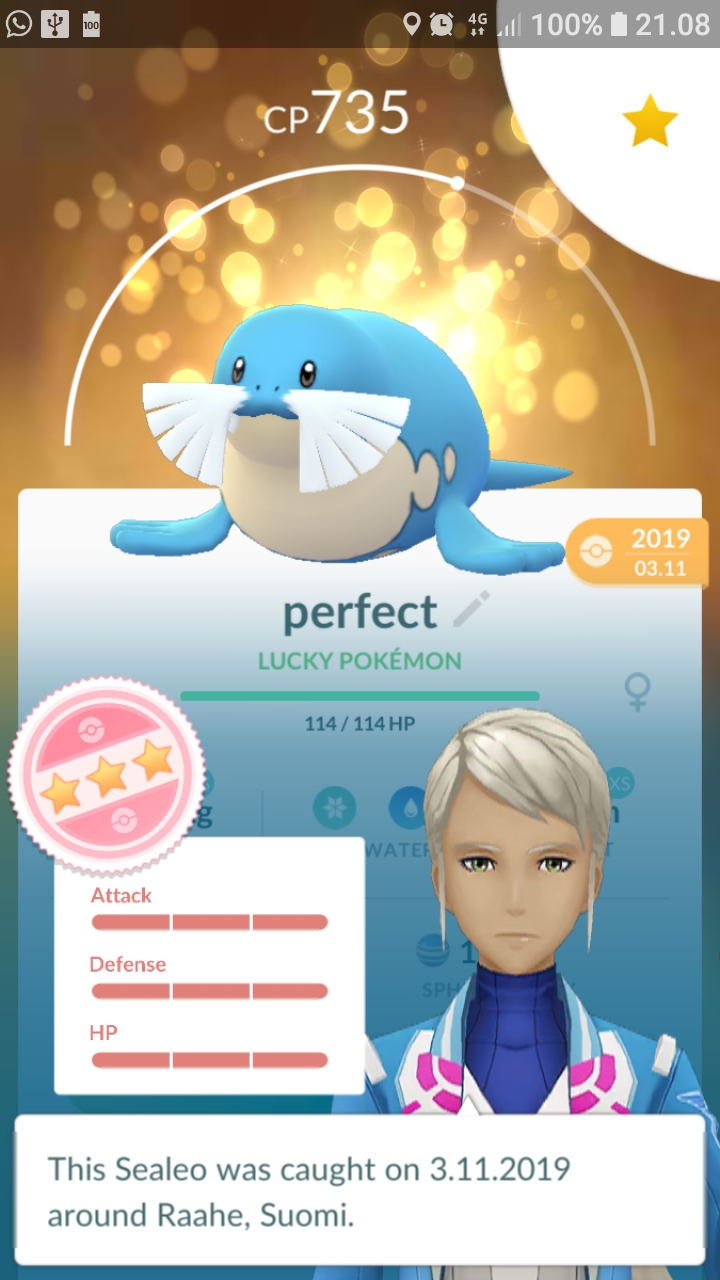 100
4G
100%
21.08
CP735
2019
03.11
perfect
LUCKY POKÉMON
114 / 114 HP
XS
g
WATER
Attack
Defense
HP
1
SPH
This Sealeo was caught on 3.11.2019
around Raahe, Suomi.